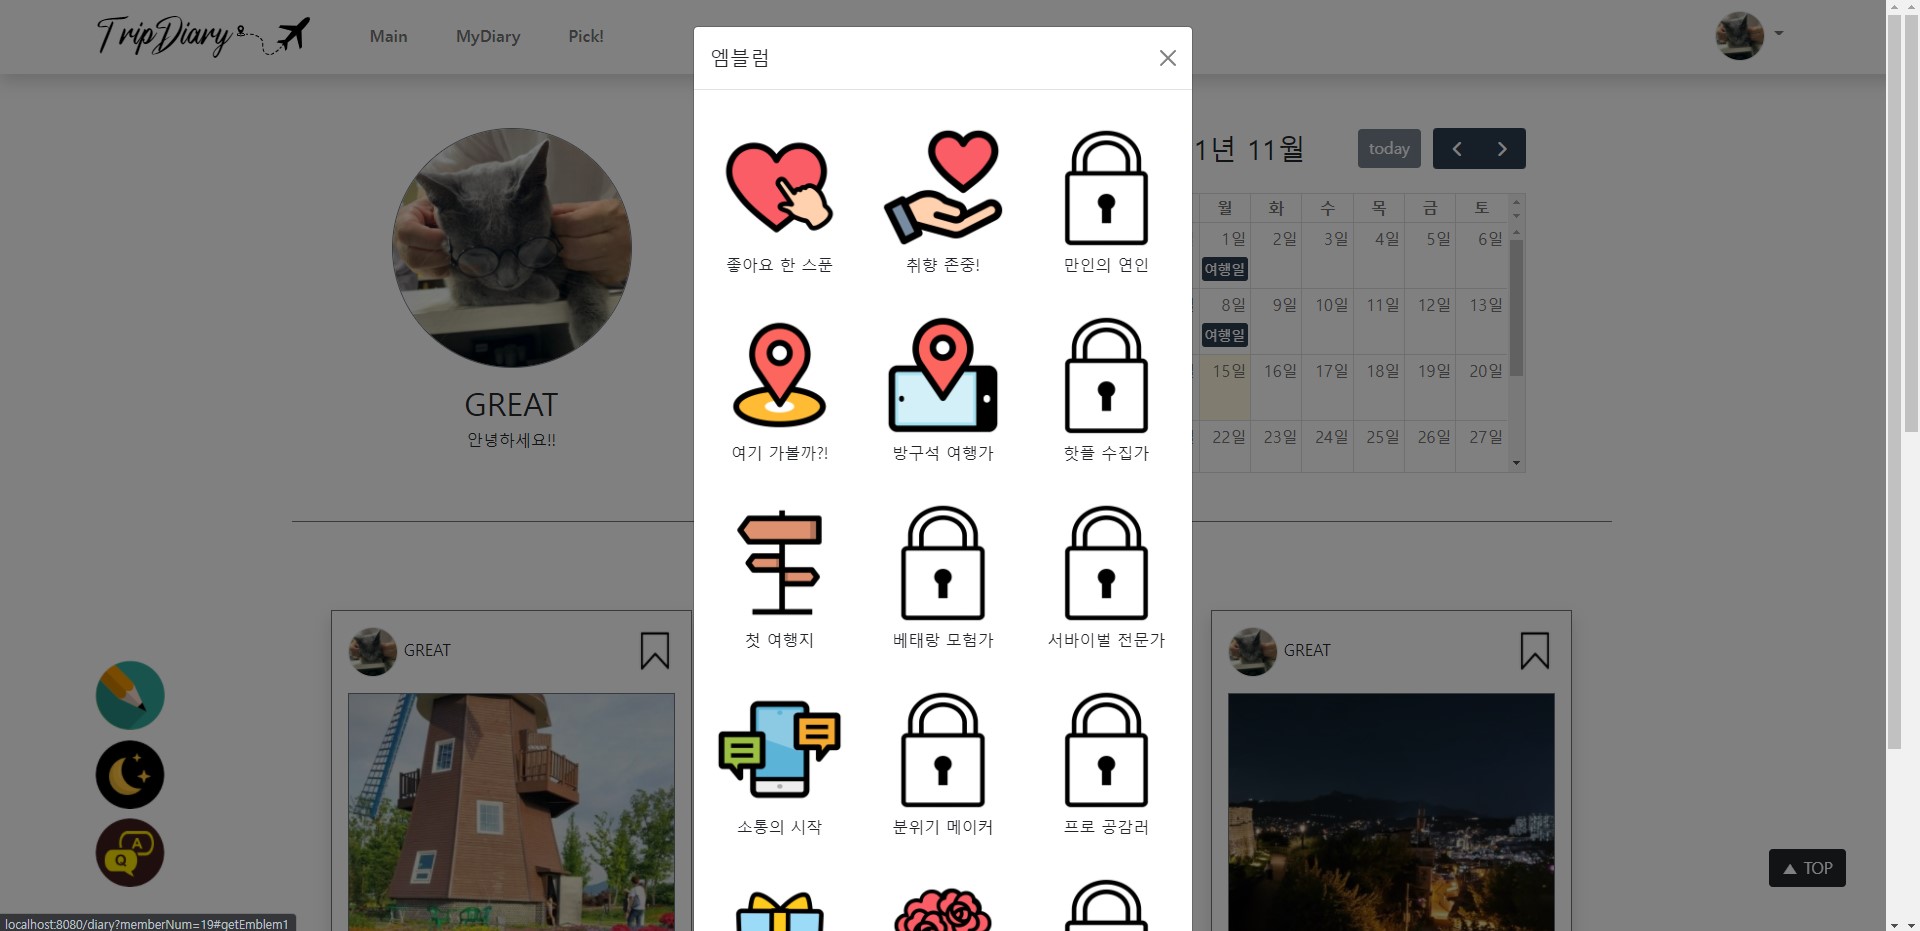 TripDiary
Main MyDiary Pick!
엠블럼
좋아요 한 스푼 취향 존중! 만인의 연인
여기 가볼까?! 방구석 여행가 핫플 수집가
첫 여행지 베태랑 모험가 서바이벌 전문가
소통의 시작 분위기 메이커 프로 공감러
GREAT
안녕하세요!!
1년 11월 today
월 화 수 목 금 토
1일 2일 3일 4일 5일 6일
여행일
8일 9일 10일 11일 12일 13일
여행일
15일 16일 17일 18일 19일 20일
22일 23일 24일 25일 26일 27일
GREAT
GREAT
A
Q
▲ TOP
localhost:8080/diary?memberNum=19#getEmblem1